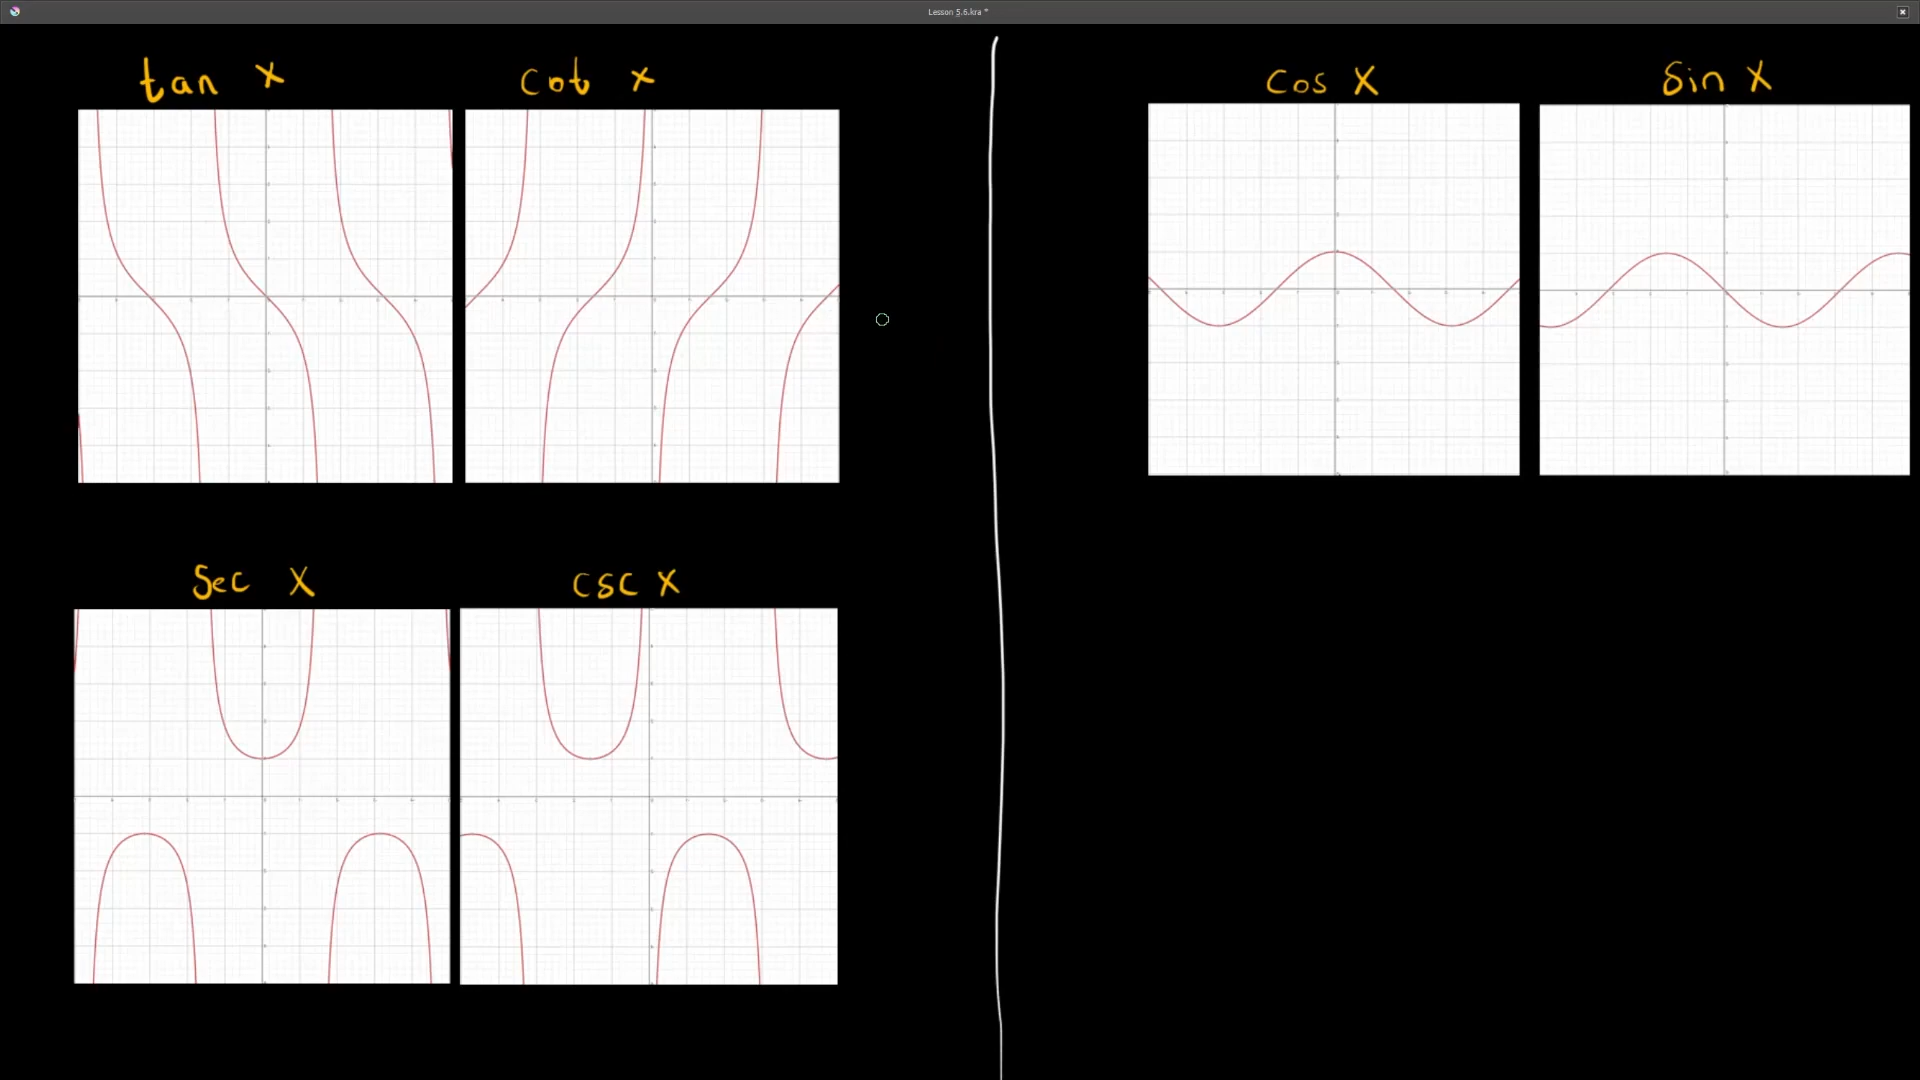 Lesson 5.6.kra *
tan x
cot x
cos x
sin x
sec x
csc x